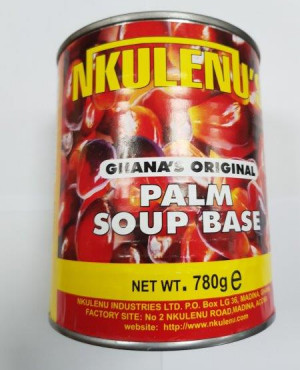 NKULENU'S
GHANA'S ORIGINAL
PALM
SOUP BASE
NET WT. 780g e
NKULENU INDUSTRIES LTD. P.O. Box LG 36, MADINA,
FACTORY SITE: No 2 NKULENU ROAD, MADINA,
website: http://www.nkulenu.com